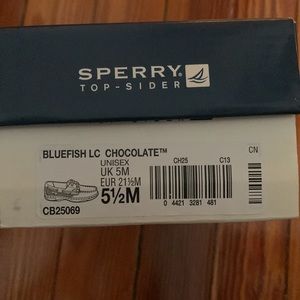 SPERRY
TOP-SIDER
BLUEFISH LC CHOCOLATE™
CN
UNISEX
CH25 C13
UK 5M
EUR 21½M
5½M
0 4421 3281 481
CB25069